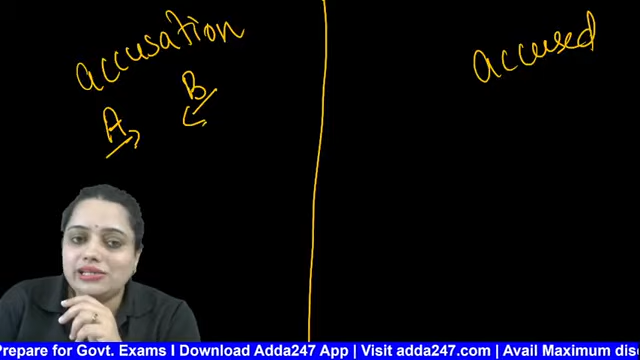 accusation
B
A
accused
Prepare for Govt. Exams I Download Adda247 App | Visit adda247.com | Avail Maximum dis